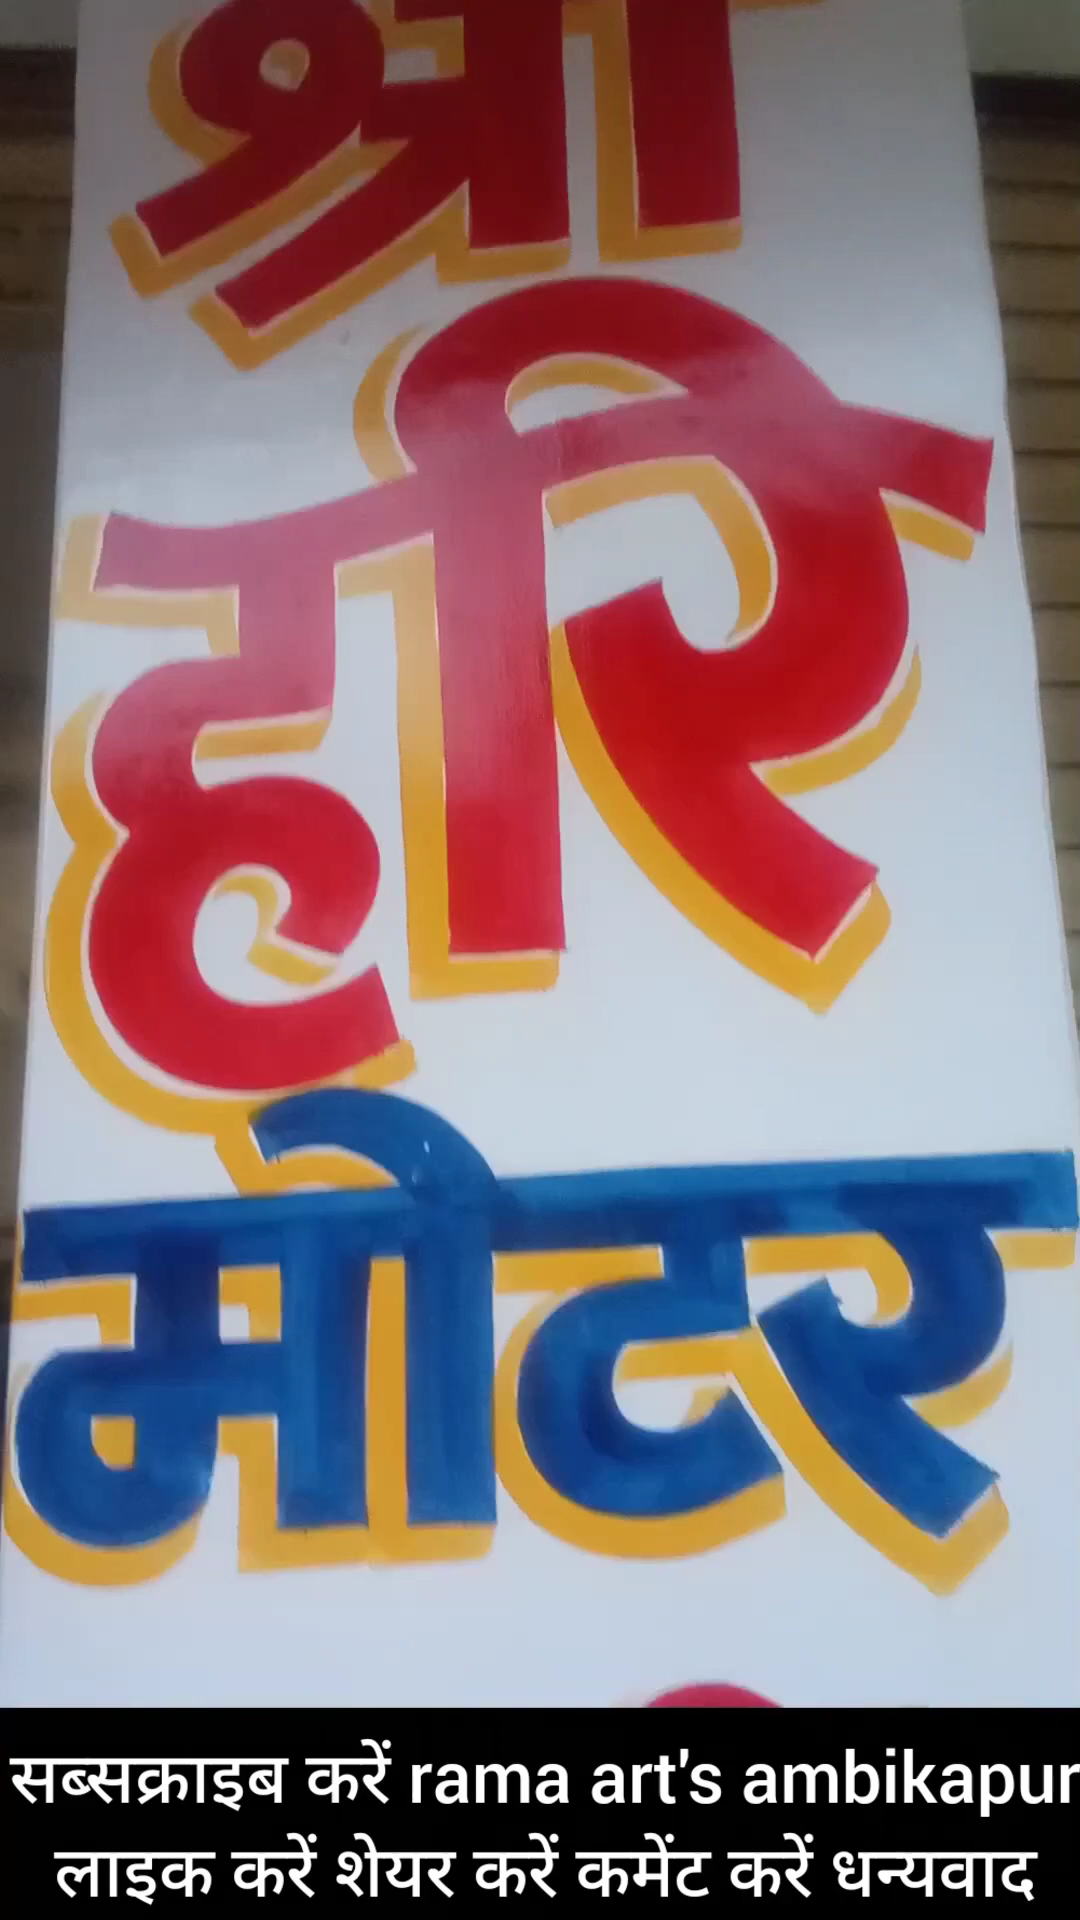 श्री
हरि
मोटर
सब्सक्राइब करें rama art's ambikapur
लाइक करें शेयर करें कमेंट करें धन्यवाद